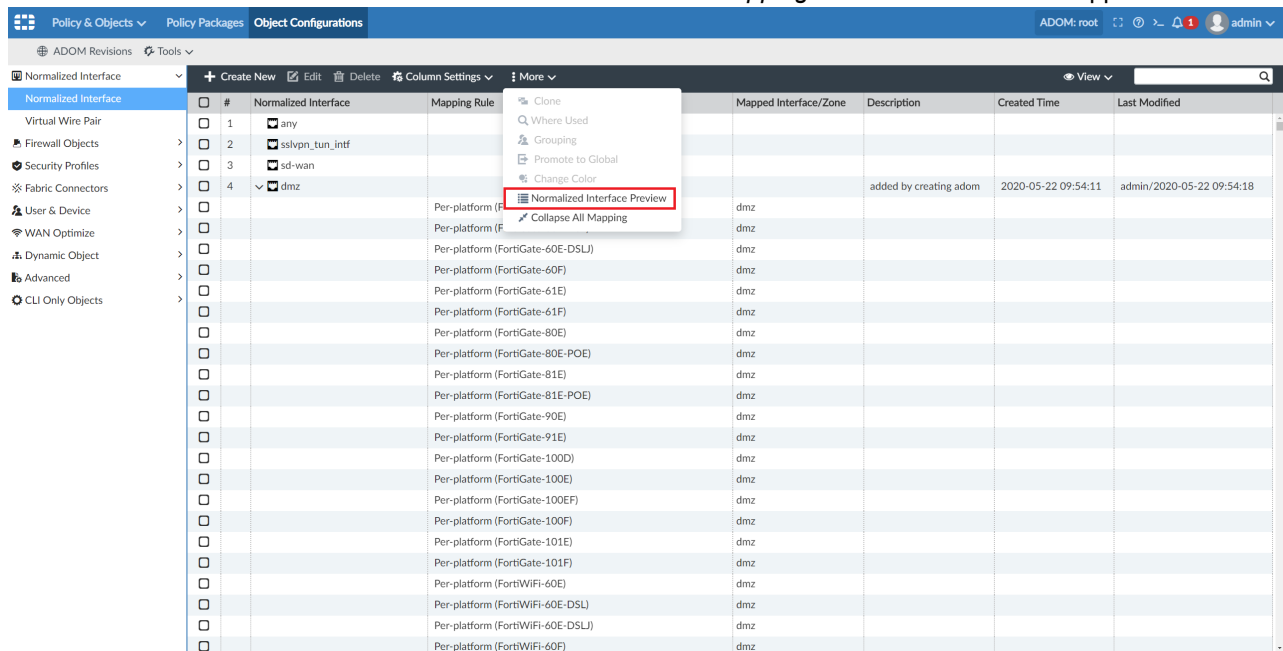 Policy & Objects Policy Packages Object Configurations ADOM: root 1 admin
ADOM Revisions Tools
Normalized Interface Create New Edit Delete Column Settings More View
Normalized Interface # Normalized Interface Mapping Rule Clone Mapped Interface/Zone Description Created Time Last Modified
Virtual Wire Pair 1 any Where Used
Firewall Objects 2 sslvpn_tun_intf Grouping
Security Profiles 3 sd-wan Promote to Global
Fabric Connectors 4 dmz Change Color added by creating adom 2020-05-22 09:54:11 admin/2020-05-22 09:54:18
User & Device Per-platform Normalized Interface Preview dmz
WAN Optimize Per-platform Collapse All Mapping dmz
Dynamic Object Per-platform (FortiGate-60E-DSLJ) dmz
Advanced Per-platform (FortiGate-60F) dmz
CLI Only Objects Per-platform (FortiGate-61E) dmz
Per-platform (FortiGate-61F) dmz
Per-platform (FortiGate-80E) dmz
Per-platform (FortiGate-80E-POE) dmz
Per-platform (FortiGate-81E) dmz
Per-platform (FortiGate-81E-POE) dmz
Per-platform (FortiGate-90E) dmz
Per-platform (FortiGate-91E) dmz
Per-platform (FortiGate-100D) dmz
Per-platform (FortiGate-100E) dmz
Per-platform (FortiGate-100EF) dmz
Per-platform (FortiGate-100F) dmz
Per-platform (FortiGate-101E) dmz
Per-platform (FortiGate-101F) dmz
Per-platform (FortiWiFi-60E) dmz
Per-platform (FortiWiFi-60E-DSL) dmz
Per-platform (FortiWiFi-60E-DSLJ) dmz
Per-platform (FortiWiFi-60F) dmz